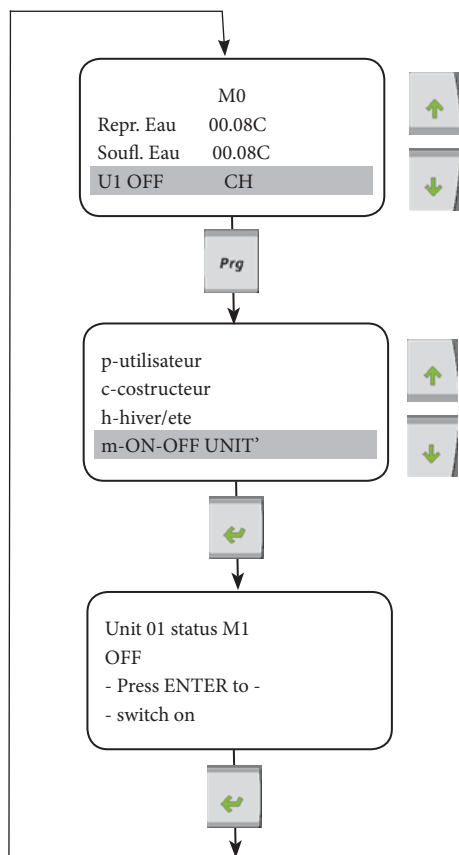 M0
Repr. Eau 00.08C
Soufl. Eau 00.08C
U1 OFF CH
Prg
p-utilisateur
c-costructeur
h-hiver/ete
m-ON-OFF UNIT’
Unit 01 status M1
OFF
- Press ENTER to -
- switch on